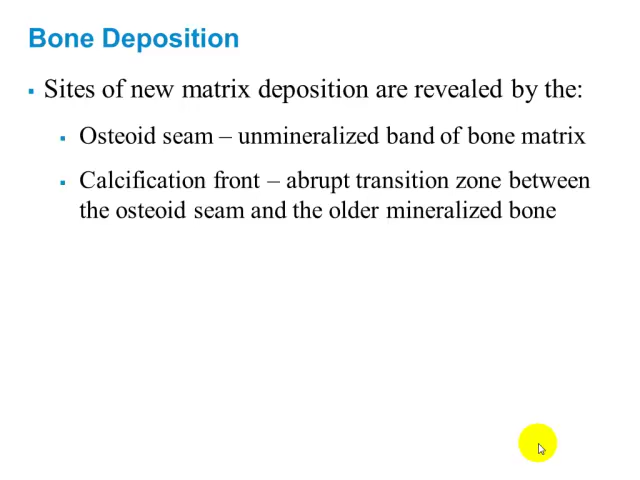 Bone Deposition
▪ Sites of new matrix deposition are revealed by the:
▪ Osteoid seam – unmineralized band of bone matrix
▪ Calcification front – abrupt transition zone between
the osteoid seam and the older mineralized bone